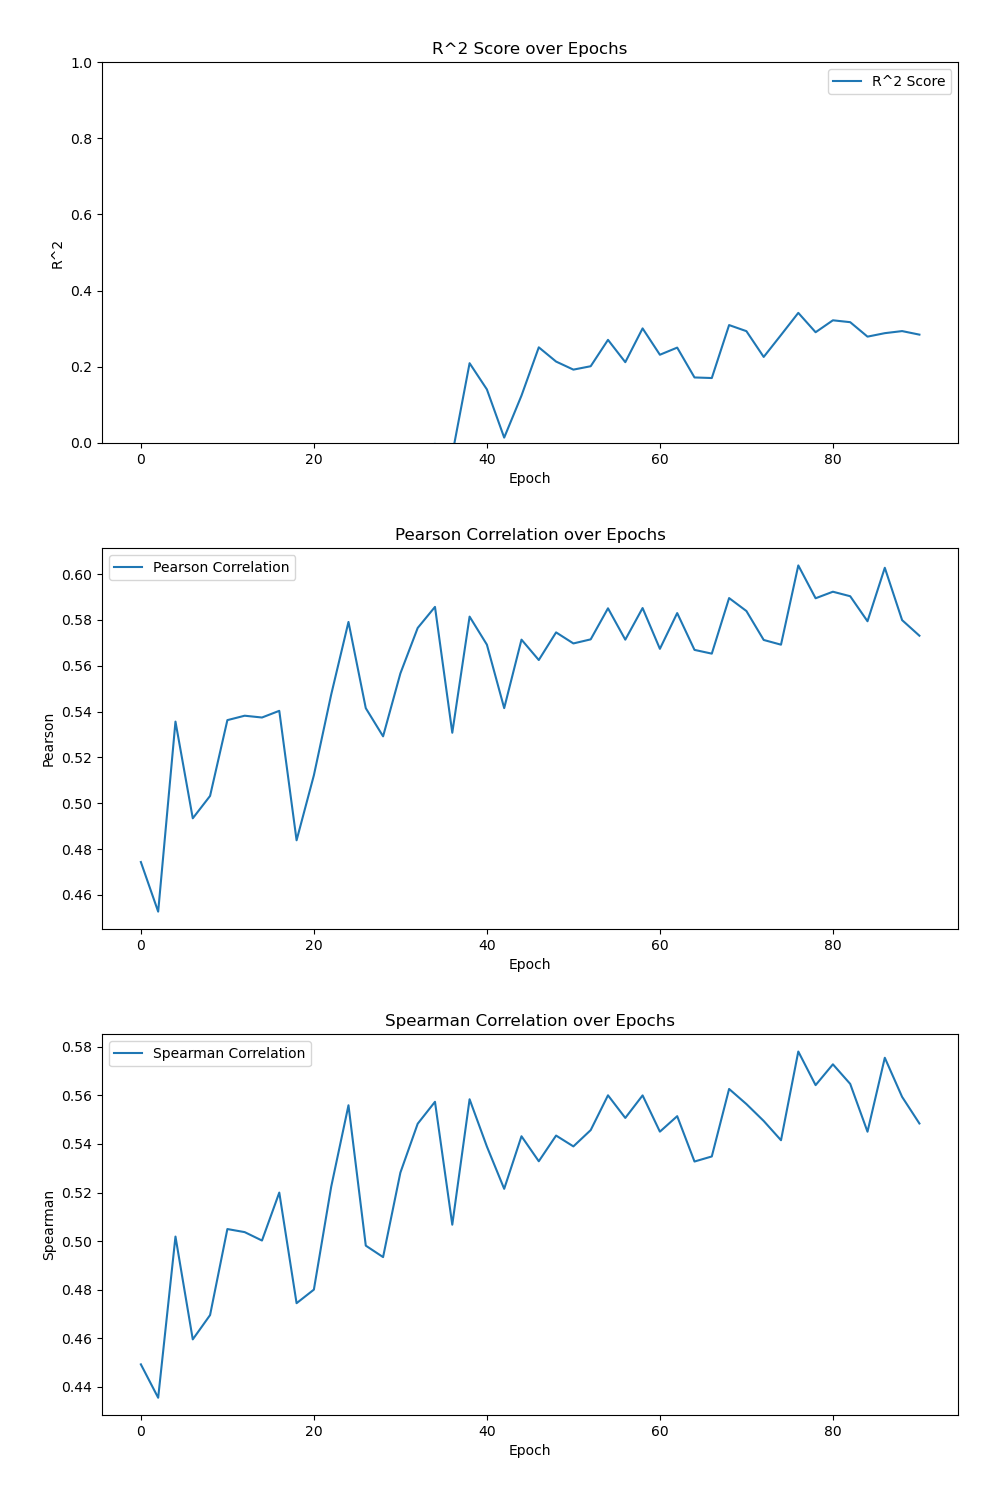 R^2 Score over Epochs
1.0
R^2 Score
0.8
0.6
R^2
0.4
0.2
0.0
0 20 40 60 80
Epoch
Pearson Correlation over Epochs
Pearson Correlation
0.60
0.58
0.56
0.54
Pearson
0.52
0.50
0.48
0.46
0 20 40 60 80
Epoch
Spearman Correlation over Epochs
Spearman Correlation
0.58
0.56
0.54
0.52
Spearman
0.50
0.48
0.46
0.44
0 20 40 60 80
Epoch